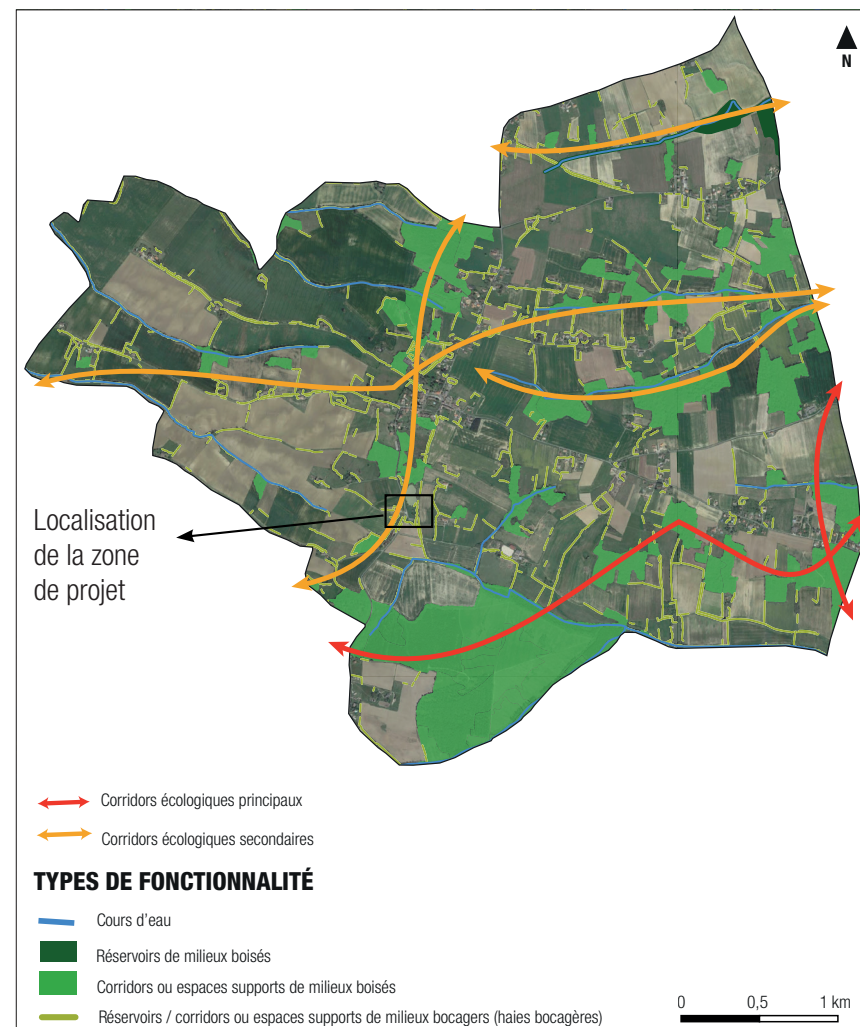 N
Localisation
de la zone
de projet
Corridors écologiques principaux
Corridors écologiques secondaires
TYPES DE FONCTIONNALITÉ
Cours d'eau
Réservoirs de milieux boisés
Corridors ou espaces supports de milieux boisés
Réservoirs / corridors ou espaces supports de milieux bocagers (haies bocagères)
0 0,5 1 km